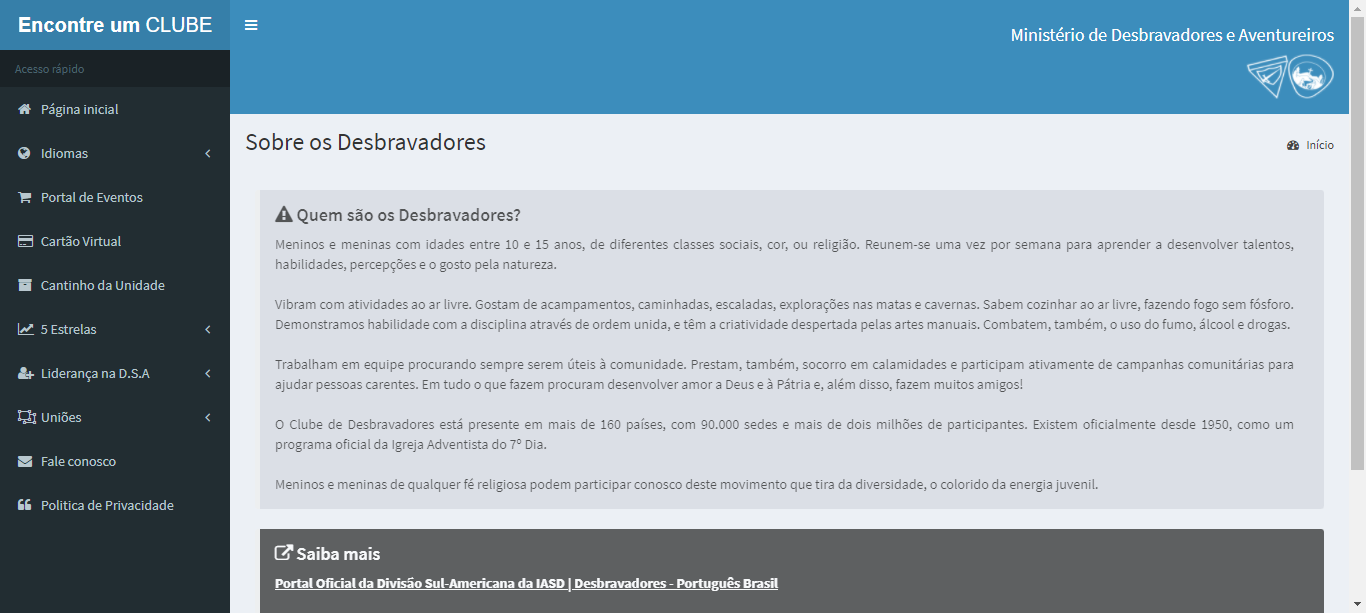 Encontre um CLUBE
Ministério de Desbravadores e Aventureiros
Acesso rápido
Página inicial
Idiomas
Portal de Eventos
Cartão Virtual
Cantinho da Unidade
5 Estrelas
Liderança na D.S.A
Uniões
Fale conosco
Politica de Privacidade
Sobre os Desbravadores
Início
Quem são os Desbravadores?
Meninos e meninas com idades entre 10 e 15 anos, de diferentes classes sociais, cor, ou religião. Reunem-se uma vez por semana para aprender a desenvolver talentos,
habilidades, percepções e o gosto pela natureza.
Vibram com atividades ao ar livre. Gostam de acampamentos, caminhadas, escaladas, explorações nas matas e cavernas. Sabem cozinhar ao ar livre, fazendo fogo sem fósforo.
Demonstramos habilidade com a disciplina através de ordem unida, e têm a criatividade despertada pelas artes manuais. Combatem, também, o uso do fumo, álcool e drogas.
Trabalham em equipe procurando sempre serem úteis à comunidade. Prestam, também, socorro em calamidades e participam ativamente de campanhas comunitárias para
ajudar pessoas carentes. Em tudo o que fazem procuram desenvolver amor a Deus e à Pátria e, além disso, fazem muitos amigos!
O Clube de Desbravadores está presente em mais de 160 países, com 90.000 sedes e mais de dois milhões de participantes. Existem oficialmente desde 1950, como um
programa oficial da Igreja Adventista do 7º Dia.
Meninos e meninas de qualquer fé religiosa podem participar conosco deste movimento que tira da diversidade, o colorido da energia juvenil.
Saiba mais
Portal Oficial da Divisão Sul-Americana da IASD | Desbravadores - Português Brasil